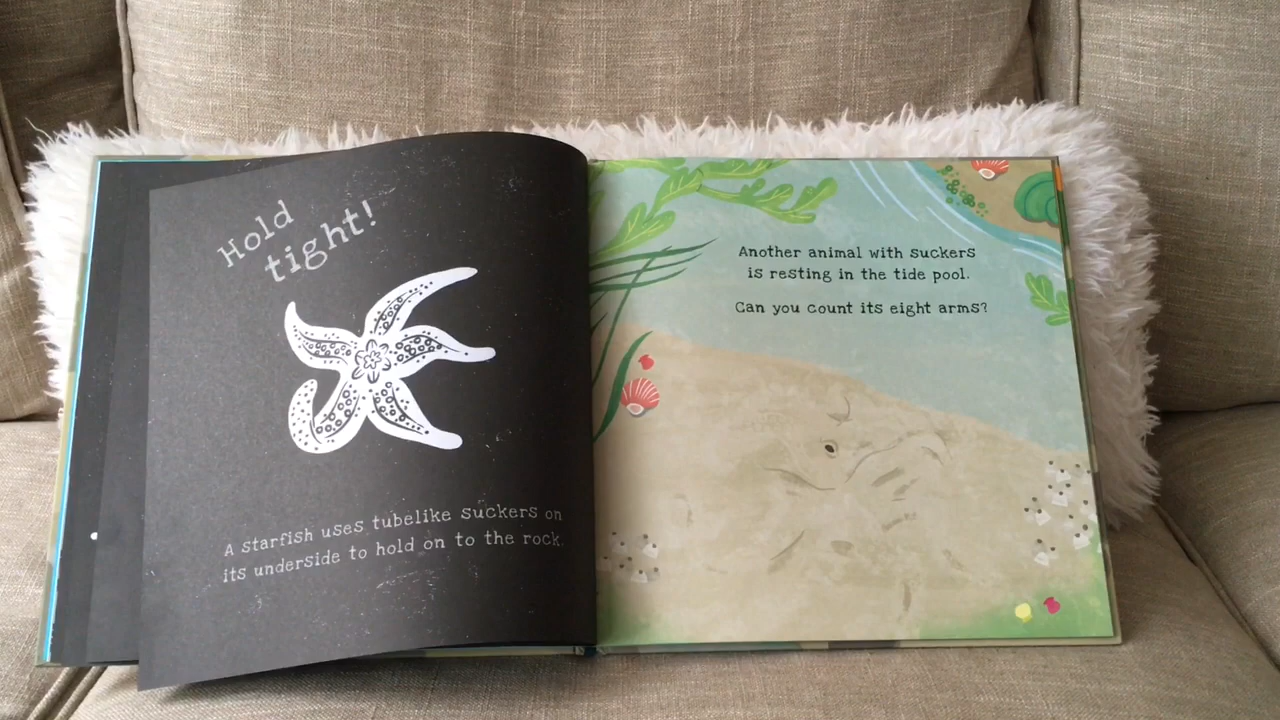 Hold
tight!
A starfish uses tubelike suckers on
its underside to hold on to the rock.
Another animal with suckers
is resting in the tide pool.
Can you count its eight arms?